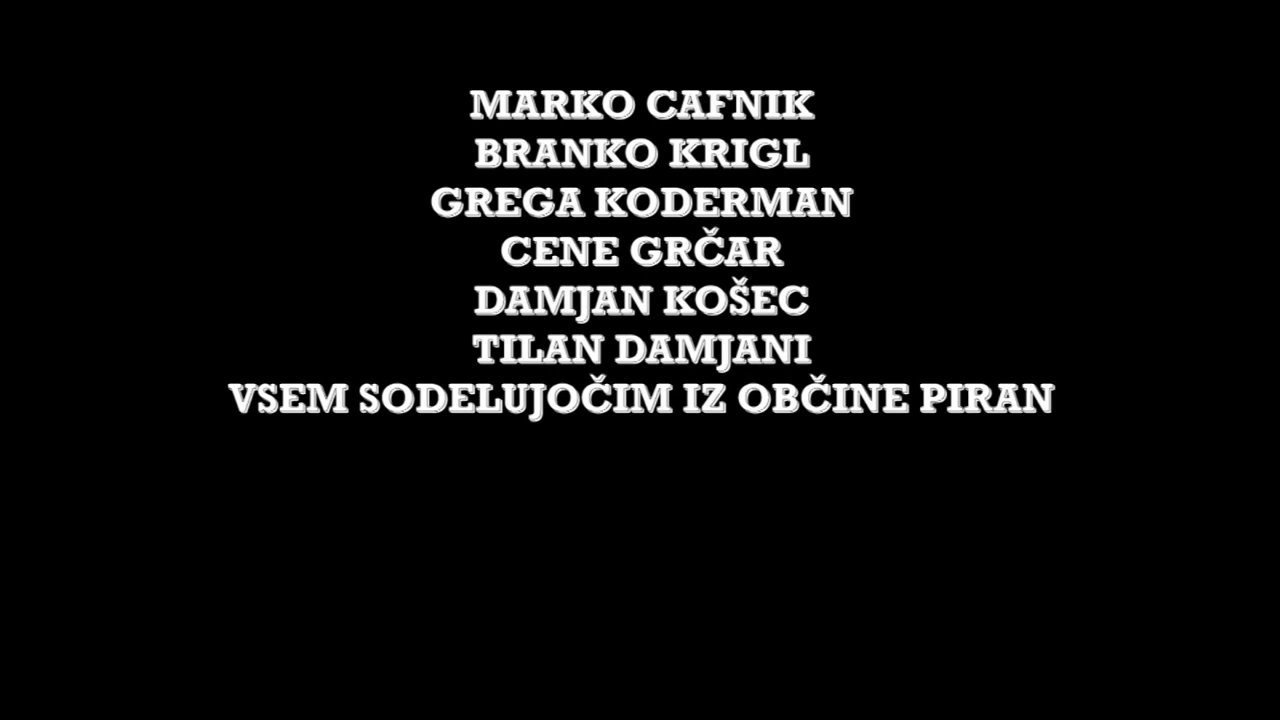 MARKO CAFNIK
BRANKO KRIGL
GREGA KODERMAN
CENE GRČAR
DAMJAN KOŠEC
TILAN DAMJANI
VSEM SODELUJOČIM IZ OBČINE PIRAN